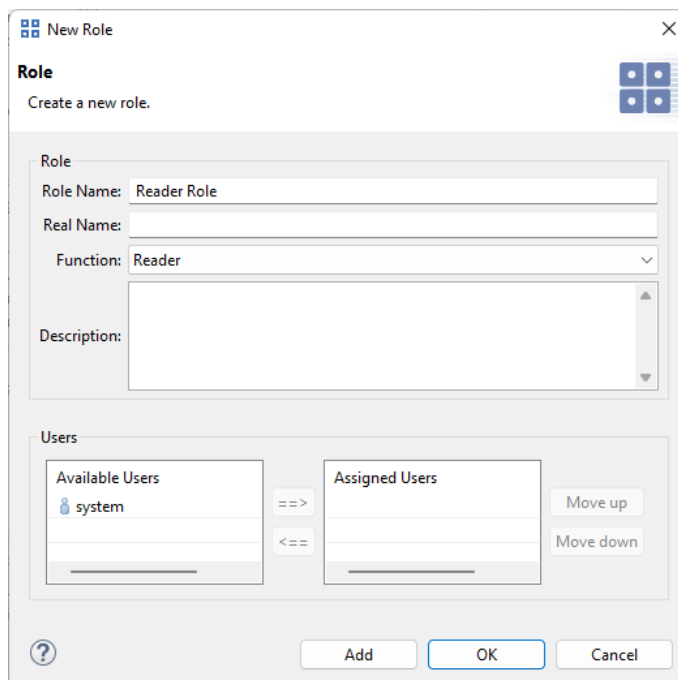 New Role
Role
Create a new role.
Role
Role Name: Reader Role
Real Name:
Function: Reader
Description:
Users
Available Users
system
==>
<==
Assigned Users
Move up
Move down
?
Add
OK
Cancel